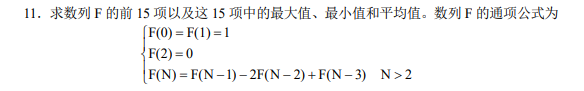 11. 求数列 F 的前 15 项以及这 15 项中的最大值、最小值和平均值。数列 F 的通项公式为
F(0) = F(1) = 1
F(2) = 0
F(N) = F(N－1)－2F(N－2)＋F(N－3) N＞2